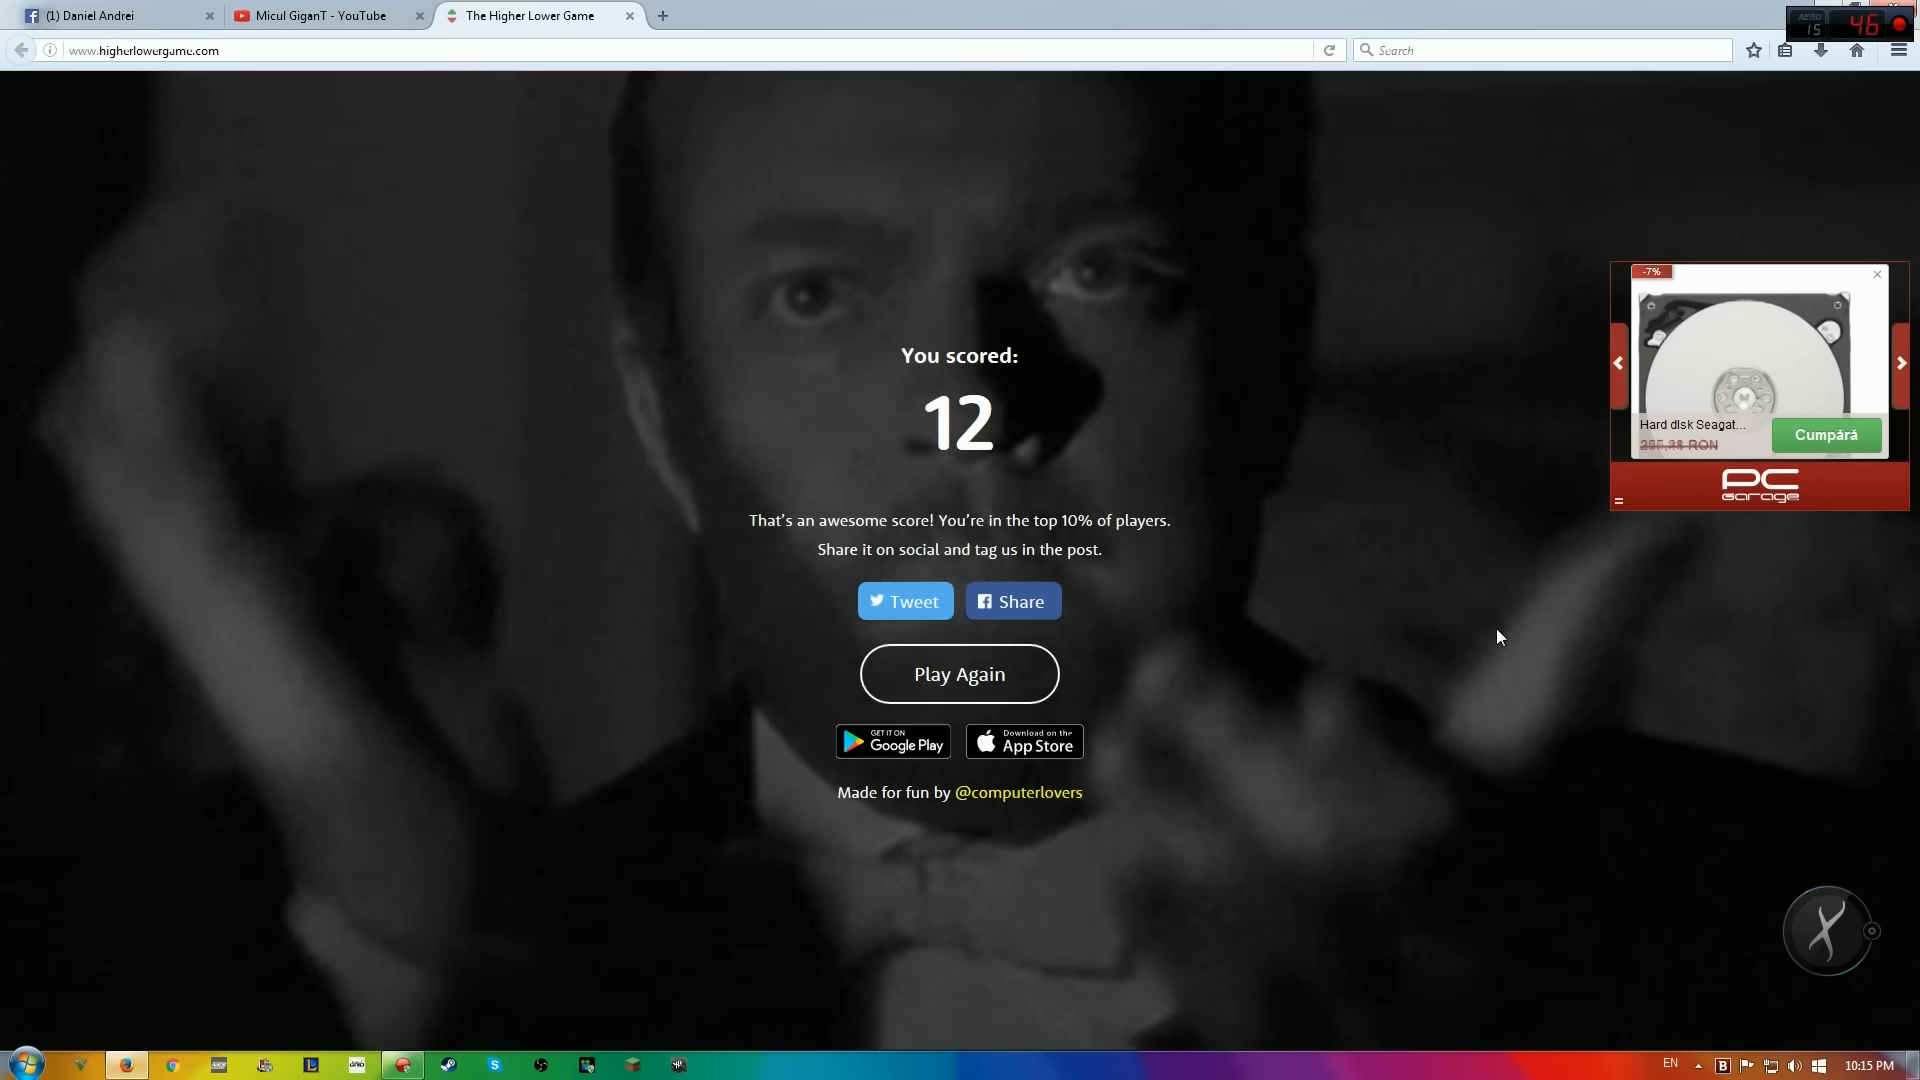 (1) Daniel Andrei
Micul GiganT - YouTube
The Higher Lower Game
AERO
15
46
www.higherlowergame.com
Search
You scored:
12
That's an awesome score! You're in the top 10% of players.
Share it on social and tag us in the post.
Tweet
Share
Play Again
GET IT ON
Google Play
Download on the
App Store
Made for fun by @computerlovers
-7%
Hard disk Seagat...
RON
Cumpără
PC
Garage
EN
B
10:15 PM